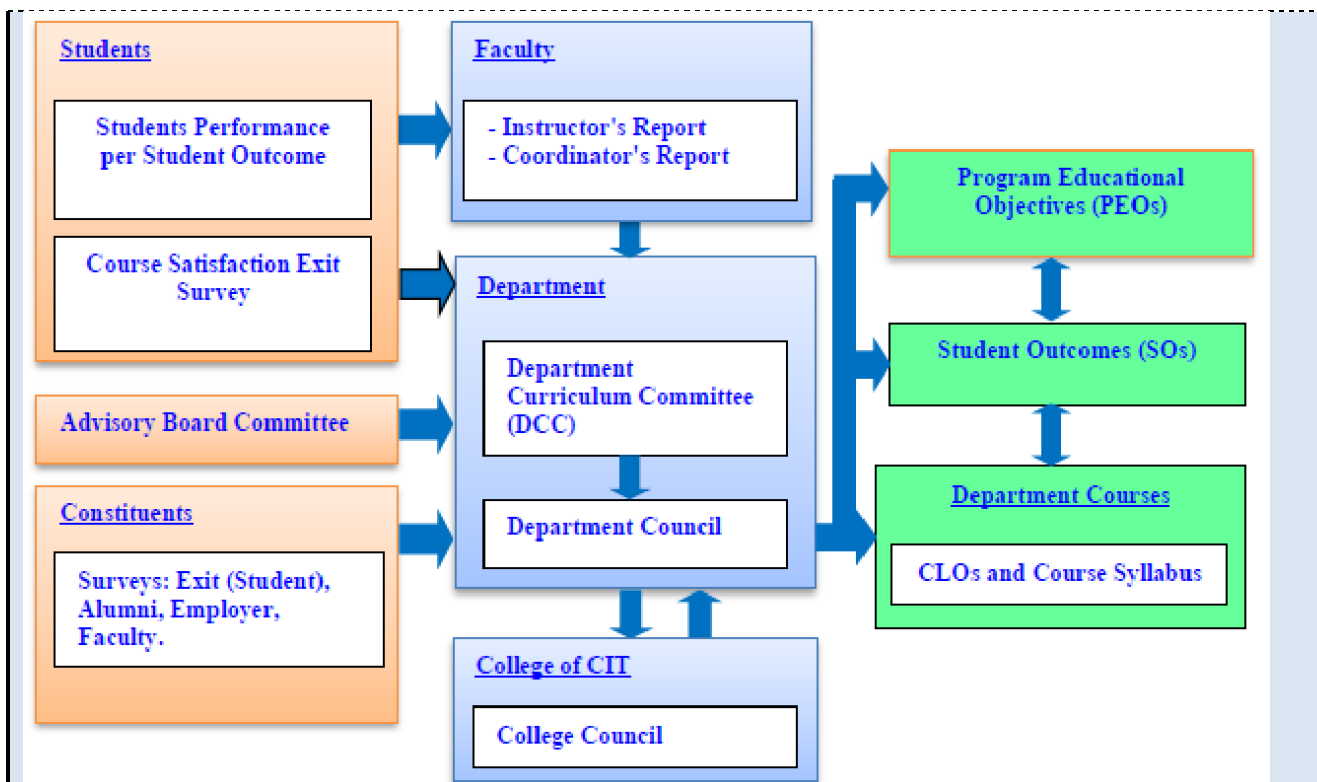 Students
Students Performance
per Student Outcome
Course Satisfaction Exit
Survey
Advisory Board Committee
Constituents
Surveys: Exit (Student),
Alumni, Employer,
Faculty.
Faculty
- Instructor's Report
- Coordinator's Report
Department
Department
Curriculum Committee
(DCC)
Department Council
College of CIT
College Council
Program Educational
Objectives (PEOs)
Student Outcomes (SOs)
Department Courses
CLOs and Course Syllabus